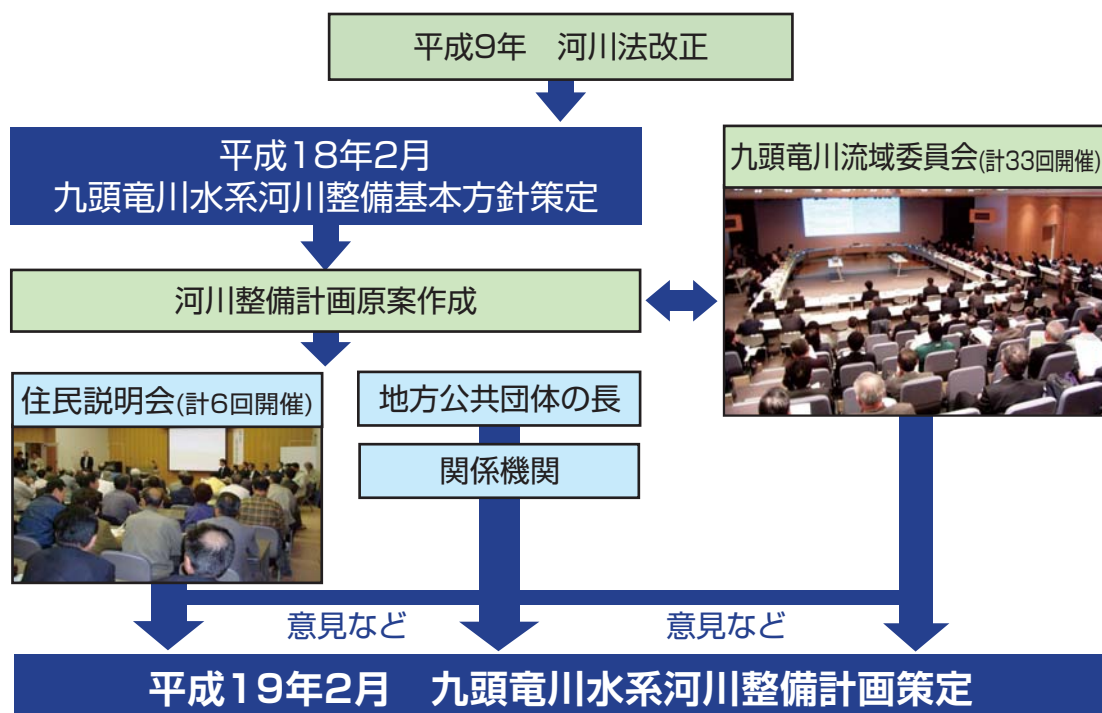 平成9年　河川法改正
平成18年2月
九頭竜川水系河川整備基本方針策定
九頭竜川流域委員会(計33回開催)
河川整備計画原案作成
住民説明会(計6回開催)
地方公共団体の長
関係機関
意見など
意見など
平成19年2月　九頭竜川水系河川整備計画策定